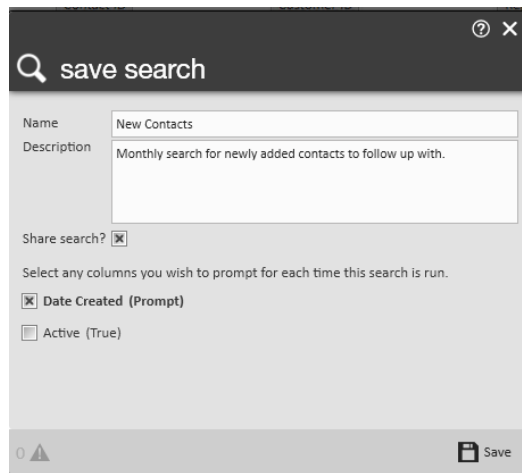 save search
Name
New Contacts
Description
Monthly search for newly added contacts to follow up with.
Share search?
Select any columns you wish to prompt for each time this search is run.
Date Created (Prompt)
Active (True)
0
Save